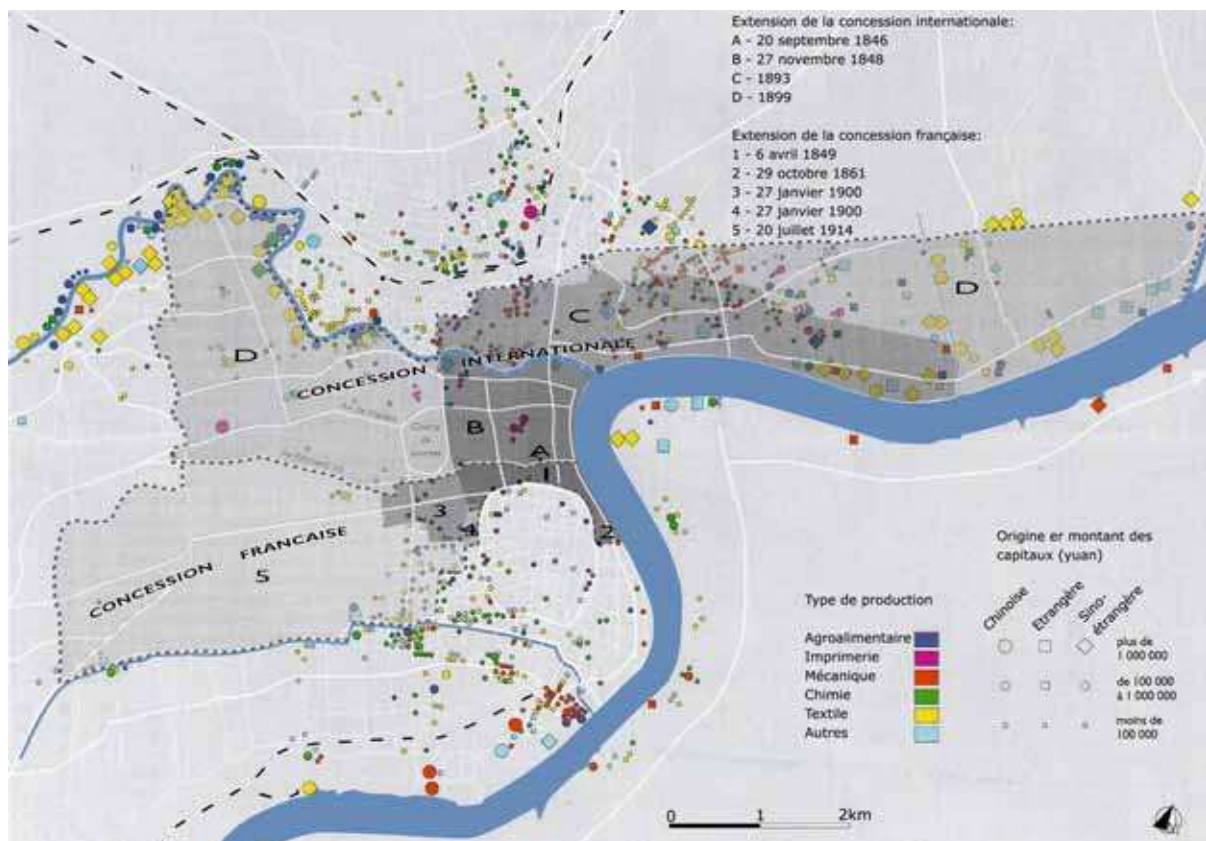 Extension de la concession internationale:
A - 20 septembre 1846
B - 27 novembre 1848
C - 1893
D - 1899
Extension de la concession française:
1 - 6 avril 1849
2 - 29 octobre 1861
3 - 27 janvier 1900
4 - 27 janvier 1900
5 - 20 juillet 1914
D
C
D
CONCESSION INTERNATIONALE
B
A
1
3
4
2
CONCESSION FRANCAISE
5
Origine er montant des
capitaux (yuan)
Type de production
Chinoise
Etrangère
Sino-
étrangère
Agroalimentaire
Imprimerie
Mécanique
Chimie
Textile
Autres
plus de
1 000 000
de 100 000
à 1 000 000
moins de
100 000
0 1 2km